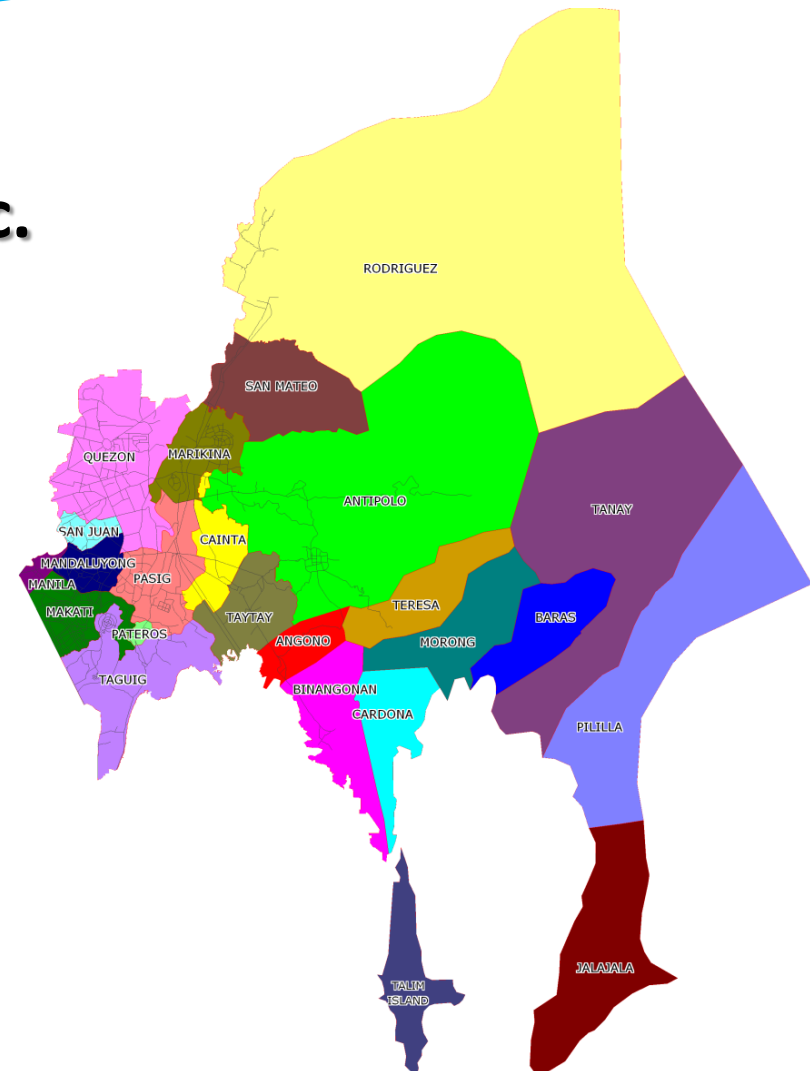 C.
RODRIGUEZ
SAN MATEO
QUEZON
MARIKINA
ANTIPOLO
TANAY
SAN JUAN
CAINTA
MANDALUYONG
PASIG
MANILA
TERESA
MAKATI
TAYTAY
BARAS
PATEROS
ANGONO
MORONG
TAGUIG
BINANGONAN
CARDONA
PILILLA
JALAJALA
TALIM
ISLAND